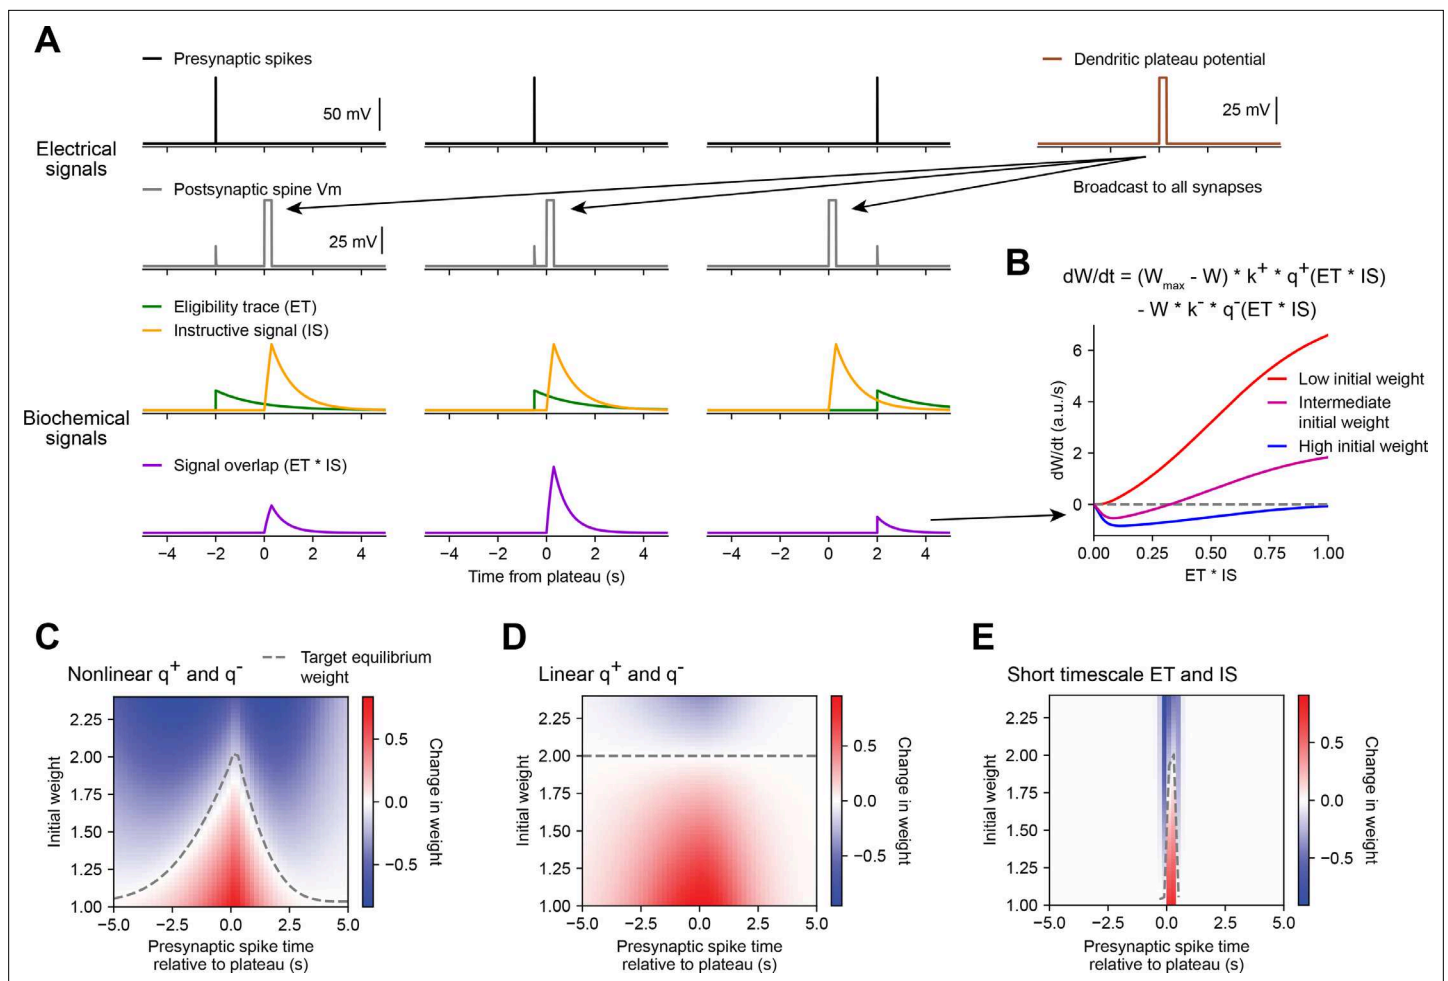 A
Presynaptic spikes
Dendritic plateau potential
50 mV
25 mV
Electrical
signals
Postsynaptic spine Vm
Broadcast to all synapses
25 mV
Eligibility trace (ET)
Instructive signal (IS)
Biochemical
signals
Signal overlap (ET * IS)
−4 −2 0 2 4
−4 −2 0 2 4
−4 −2 0 2 4
Time from plateau (s)
B
dW/dt = (Wmax - W) * k+ * q+(ET * IS)
- W * k- * q-(ET * IS)
6
4
2
0
dW/dt (a.u./s)
Low initial weight
Intermediate
initial weight
High initial weight
0.00 0.25 0.50 0.75 1.00
ET * IS
C
Nonlinear q+ and q-
Target equilibrium
weight
2.25
2.00
1.75
1.50
1.25
1.00
Initial weight
−5.0 −2.5 0.0 2.5 5.0
Presynaptic spike time
relative to plateau (s)
0.5
0.0
−0.5
Change in weight
D
Linear q+ and q-
2.25
2.00
1.75
1.50
1.25
1.00
Initial weight
−5.0 −2.5 0.0 2.5 5.0
Presynaptic spike time
relative to plateau (s)
0.5
0.0
−0.5
Change in weight
E
Short timescale ET and IS
2.25
2.00
1.75
1.50
1.25
1.00
Initial weight
−5.0 −2.5 0.0 2.5 5.0
Presynaptic spike time
relative to plateau (s)
0.5
0.0
−0.5
Change in weight